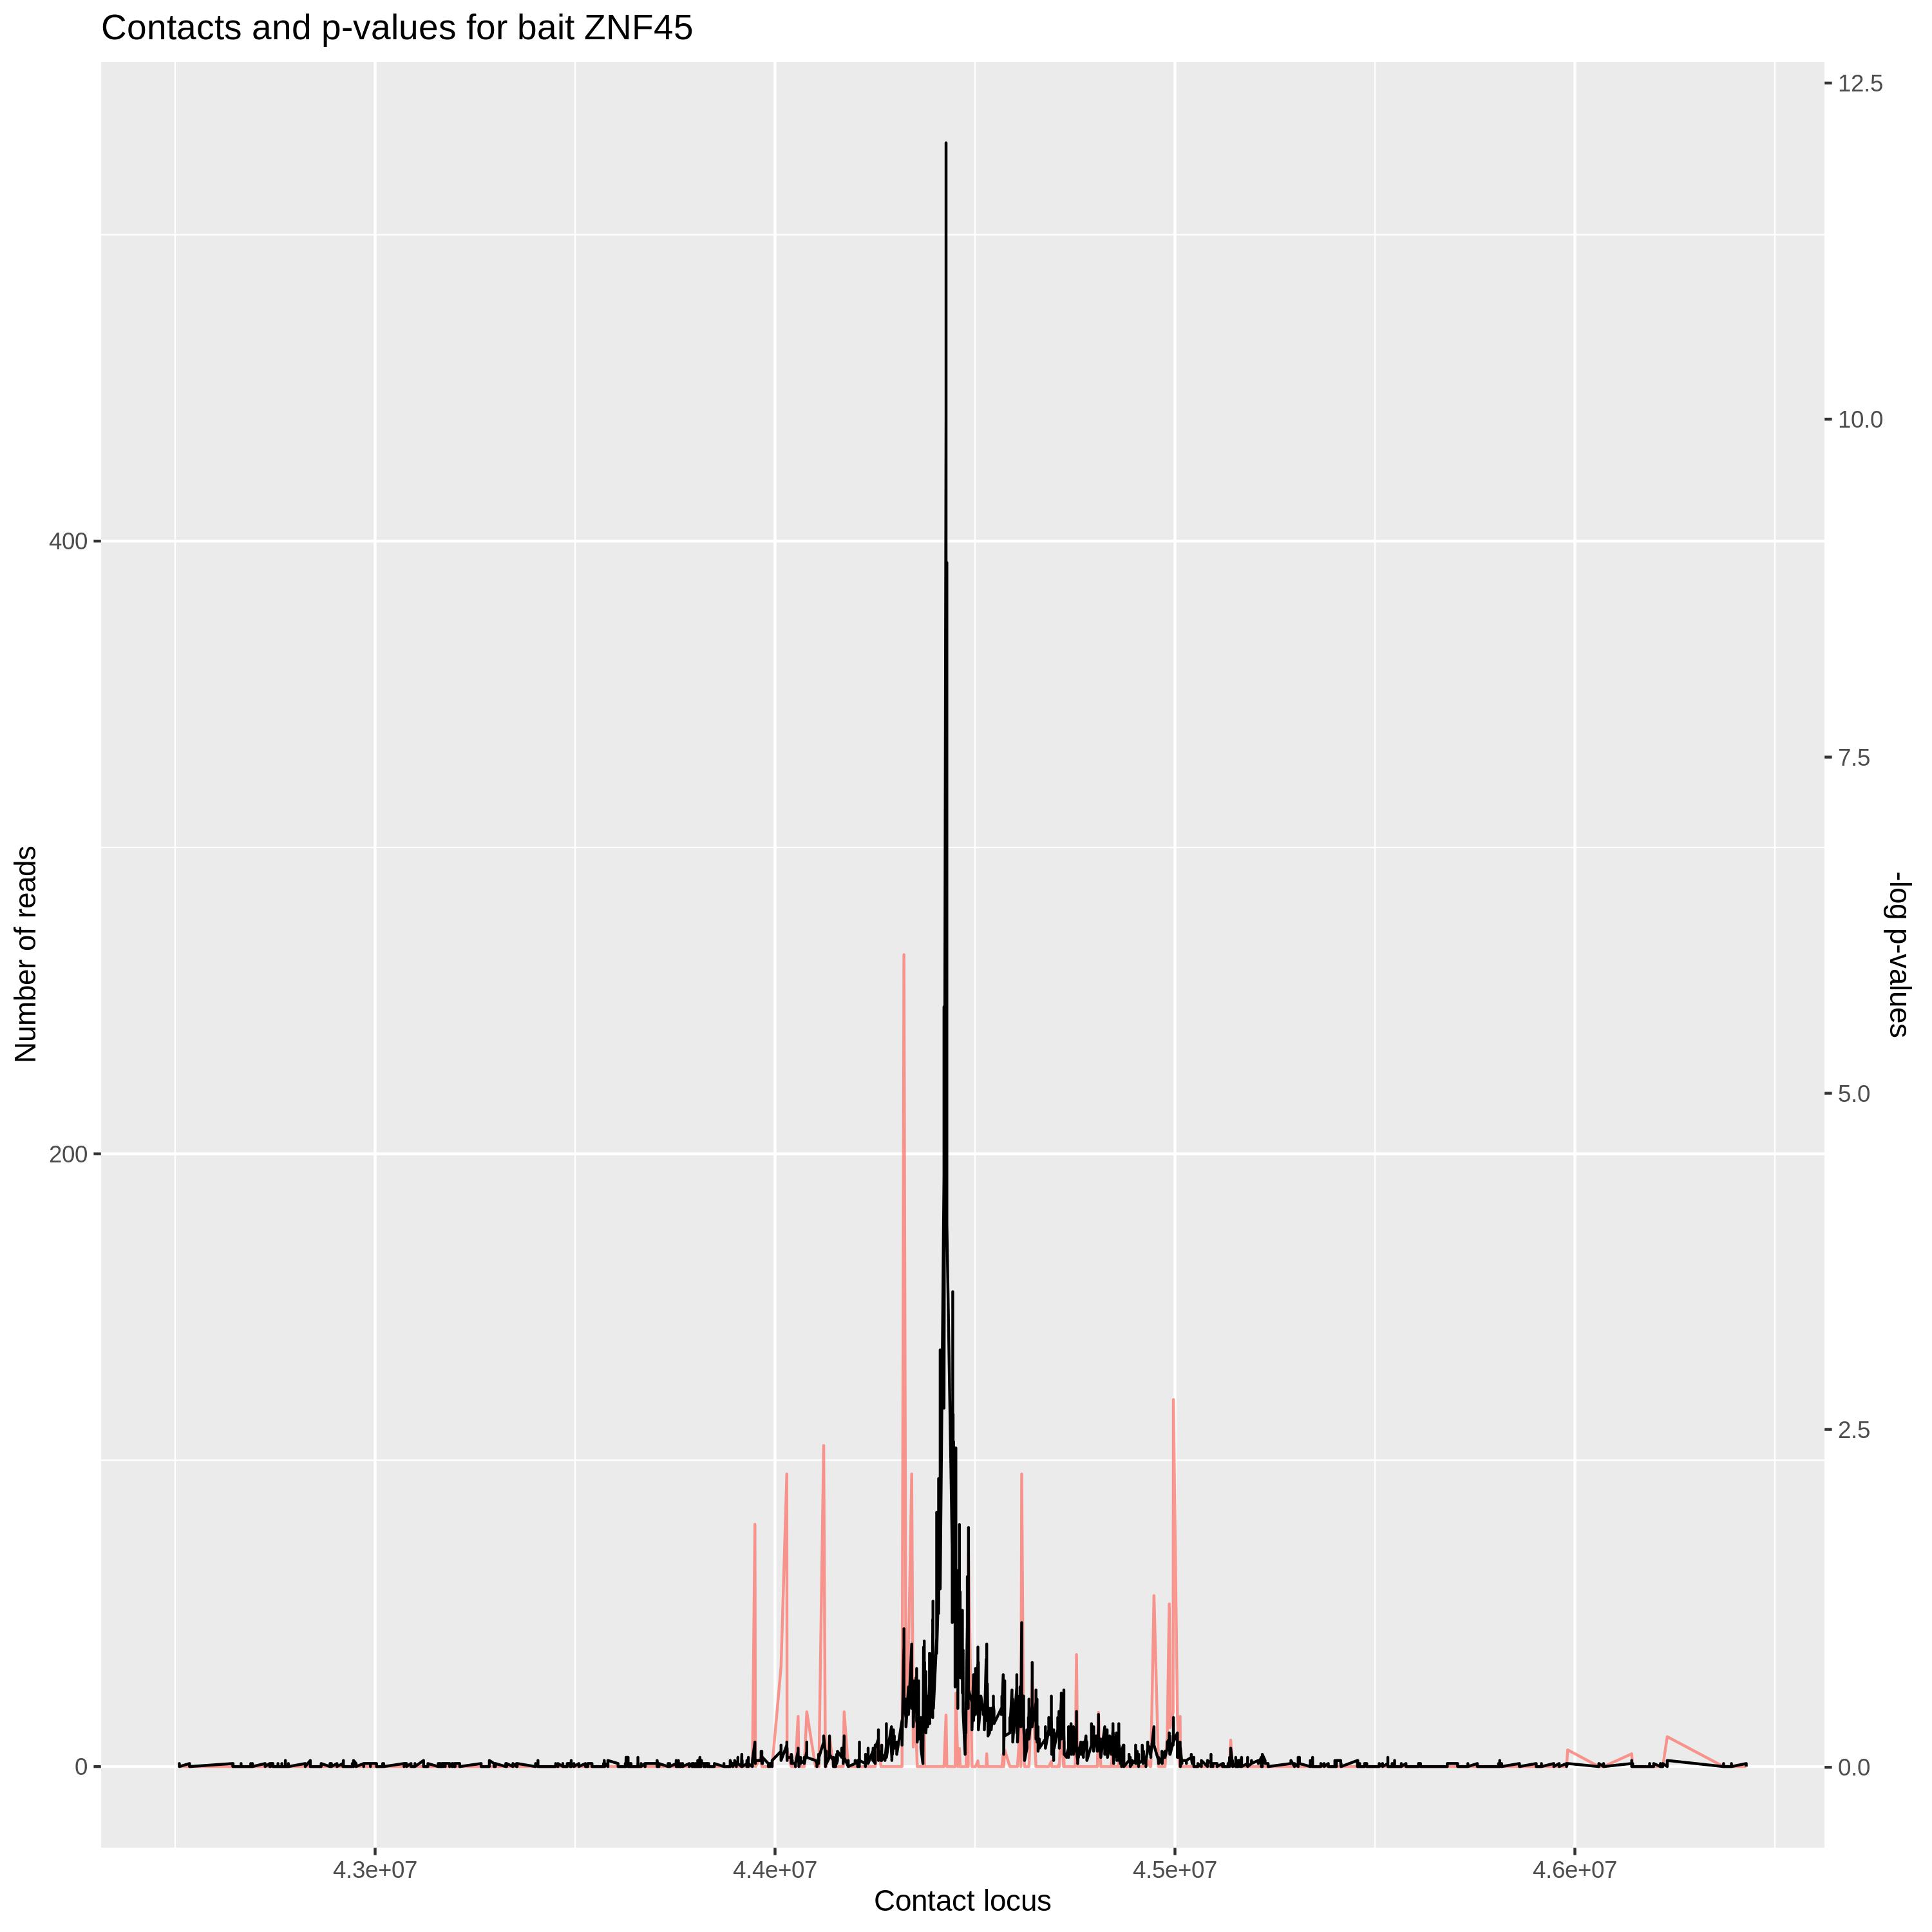 Contacts and p-values for bait ZNF45
12.5
10.0
400
7.5
Number of reads
-log p-values
5.0
200
2.5
0
0.0
4.3e+07
4.4e+07
4.5e+07
4.6e+07
Contact locus